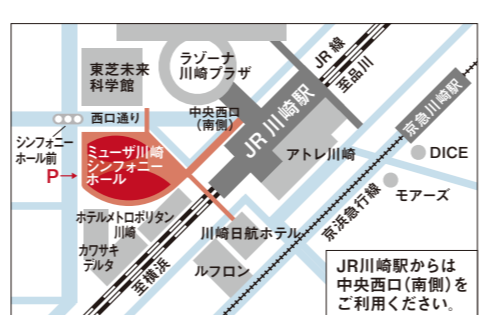 ラゾーナ
川崎プラザ
JR線
至品川
東芝未来
科学館
中央西口
(南側)
西口通り
JR川崎駅
京急川崎駅
シンフォニー
ホール前
P→
ミューザ川崎
シンフォニー
ホール
アトレ川崎
DICE
モアーズ
京浜急行線
ホテルメトロポリタン
川崎
川崎日航ホテル
カワサキ
デルタ
至横浜
ルフロン
JR川崎駅からは
中央西口(南側)を
ご利用ください。